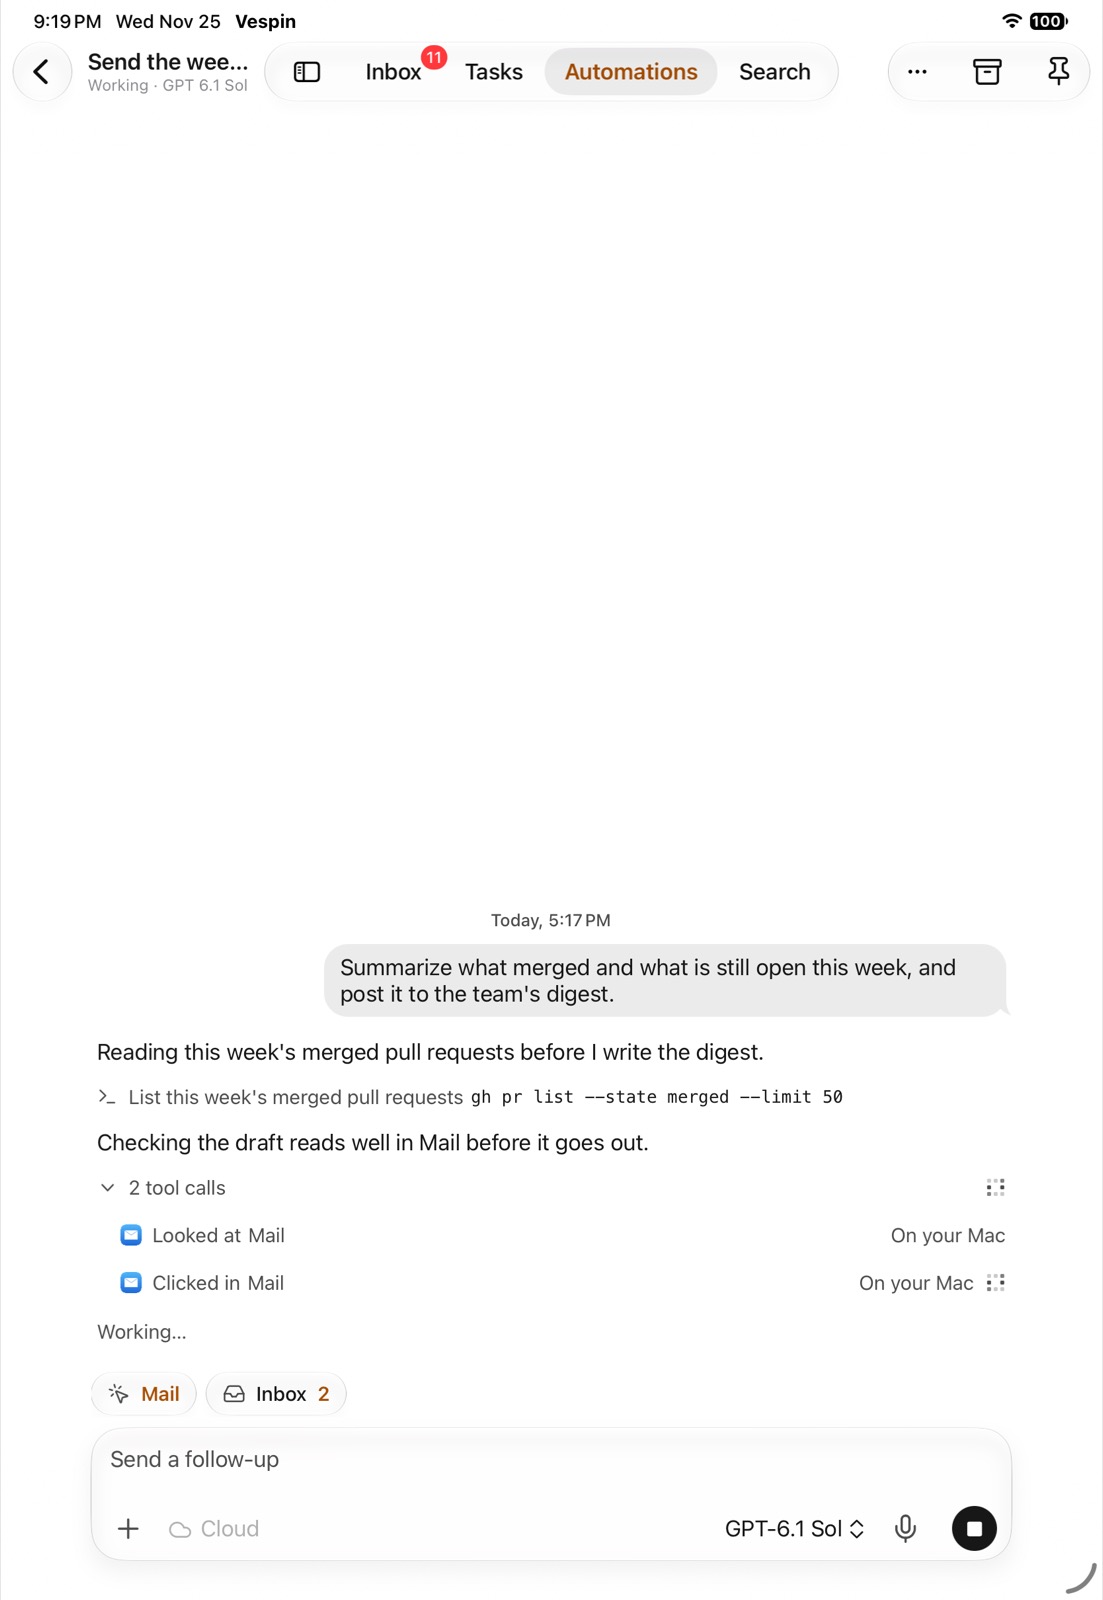 9:19 PM Wed Nov 25 Vespin
100
Send the wee...
Working · GPT 6.1 Sol
Inbox 11
Tasks
Automations
Search
Today, 5:17 PM
Summarize what merged and what is still open this week, and
post it to the team's digest.
Reading this week's merged pull requests before I write the digest.
List this week's merged pull requests gh pr list --state merged --limit 50
Checking the draft reads well in Mail before it goes out.
2 tool calls
Looked at Mail On your Mac
Clicked in Mail On your Mac
Working...
Mail Inbox 2
Send a follow-up
Cloud GPT-6.1 Sol